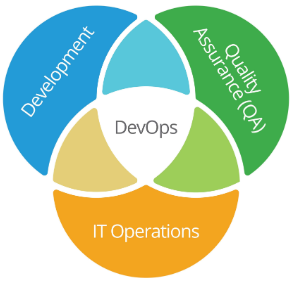 Development
Quality
Assurance (QA)
DevOps
IT Operations